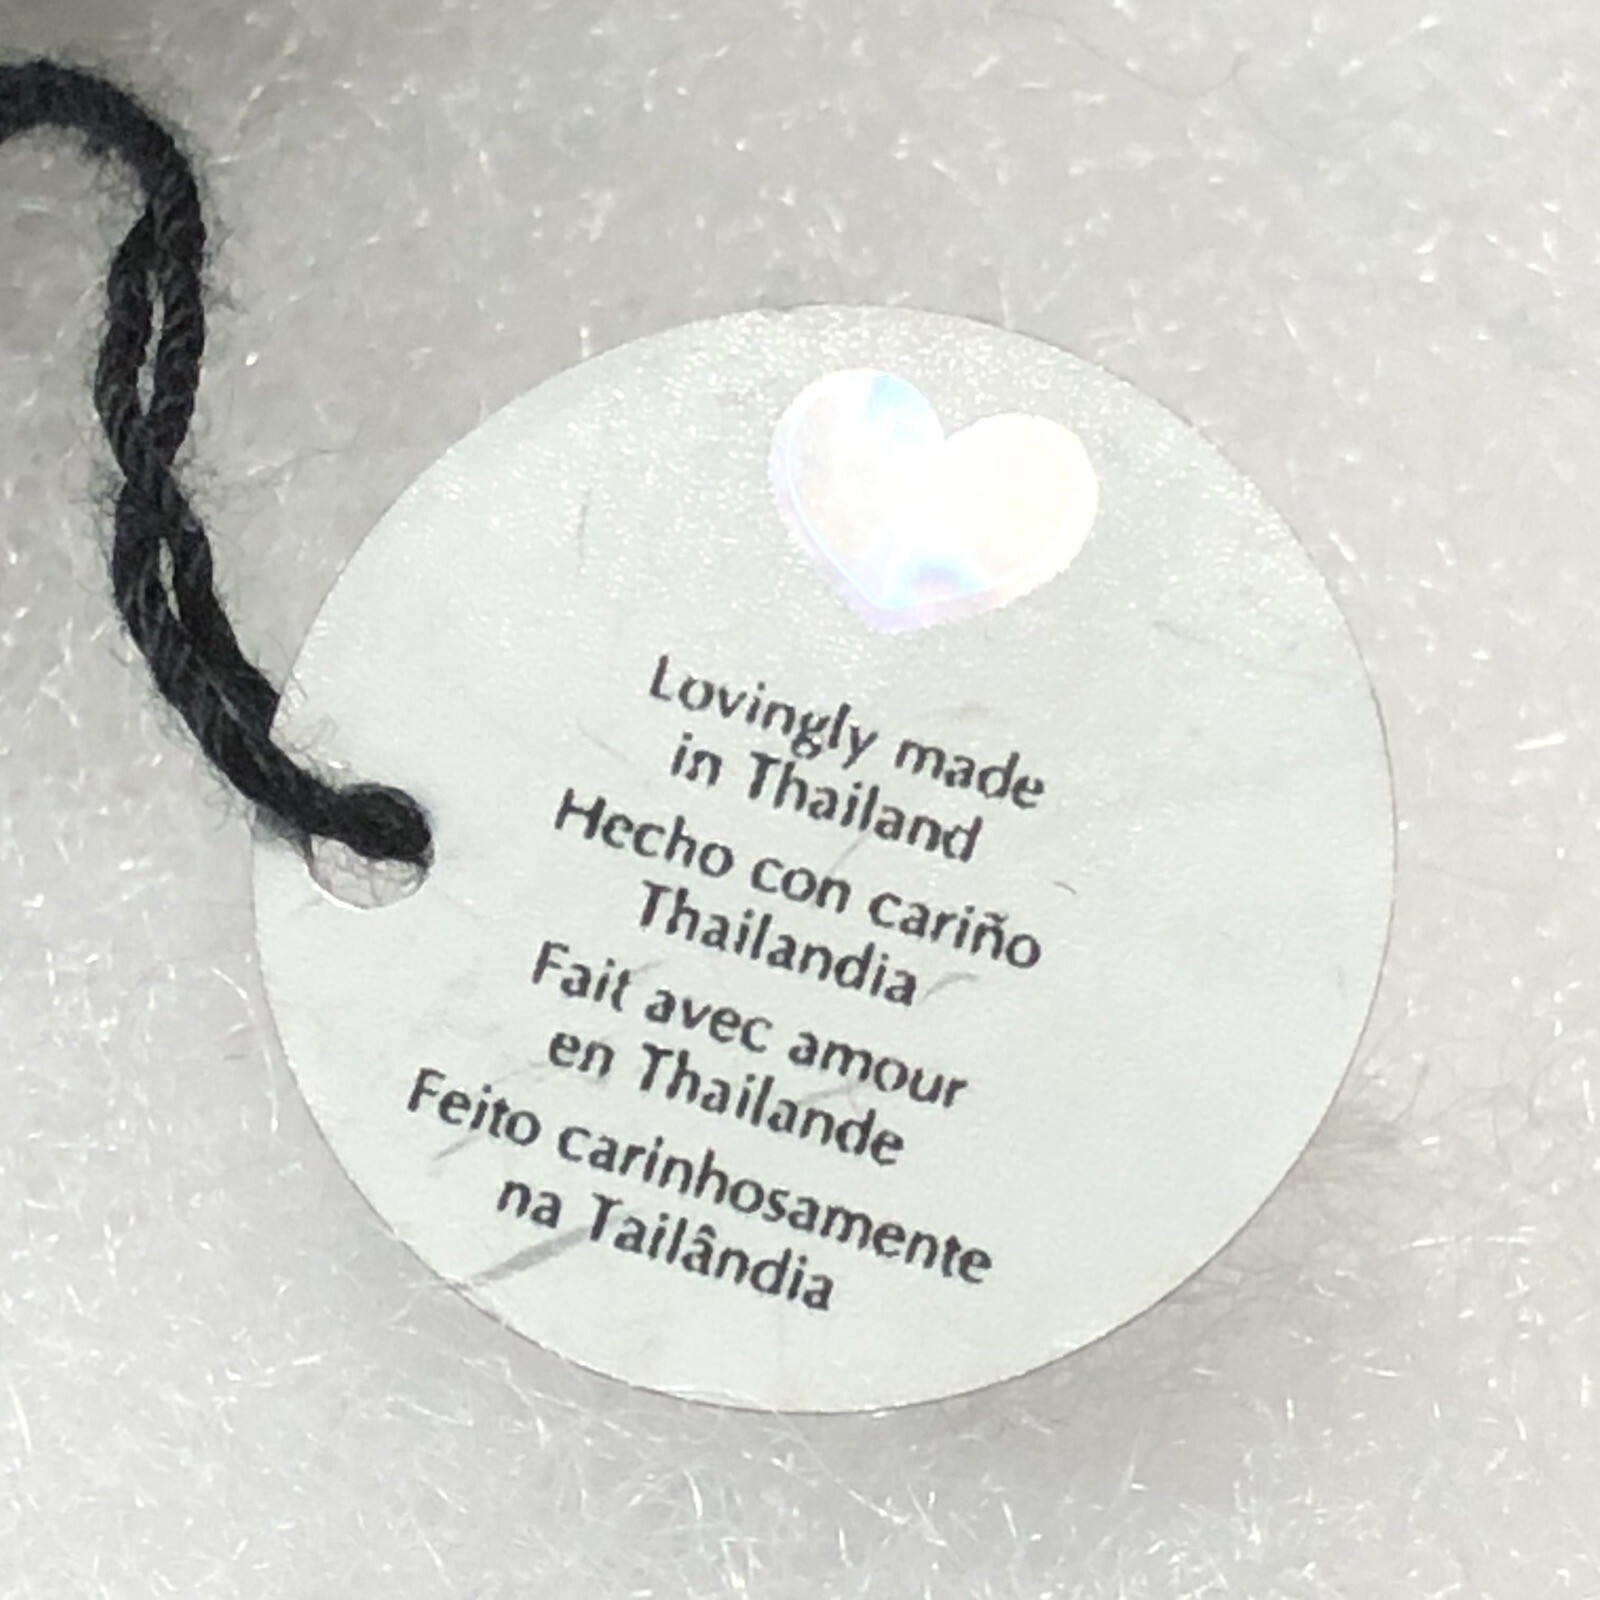 Lovingly made
in Thailand
Hecho con cariño
Thailandia
Fait avec amour
en Thailande
Feito carinhosamente
na Tailândia